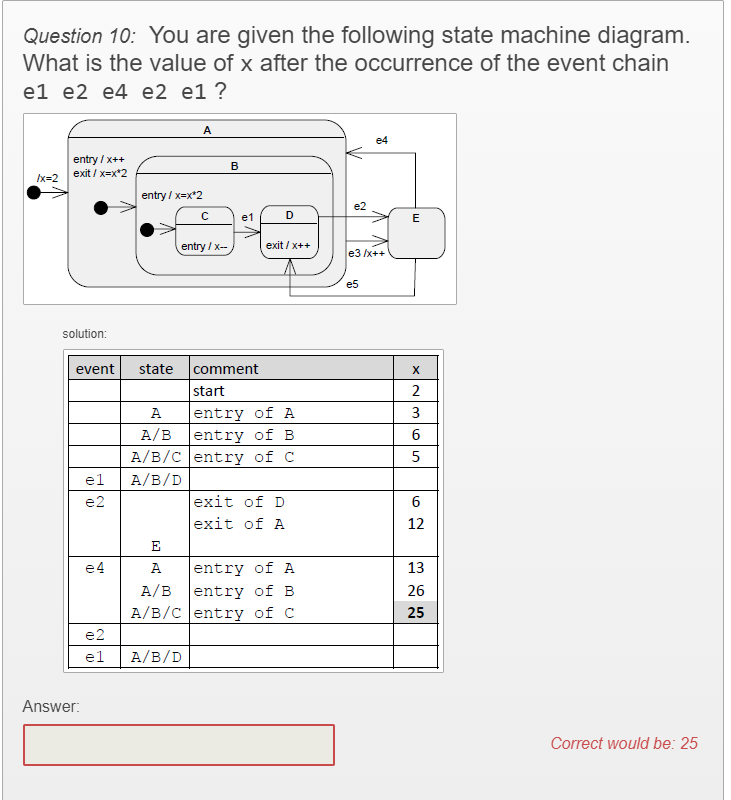 Question 10: You are given the following state machine diagram.
What is the value of x after the occurrence of the event chain
e1 e2 e4 e2 e1 ?
A
e4
entry / x++
exit / x=x*2
B
/x=2
entry / x=x*2
e2
C
e1
D
E
entry / x--
exit / x++
e3 /x++
e5
solution:
event state comment x
start 2
A entry of A 3
A/B entry of B 6
A/B/C entry of C 5
e1 A/B/D
e2 exit of D 6
exit of A 12
E
e4 A entry of A 13
A/B entry of B 26
A/B/C entry of C 25
e2
e1 A/B/D
Answer:
Correct would be: 25